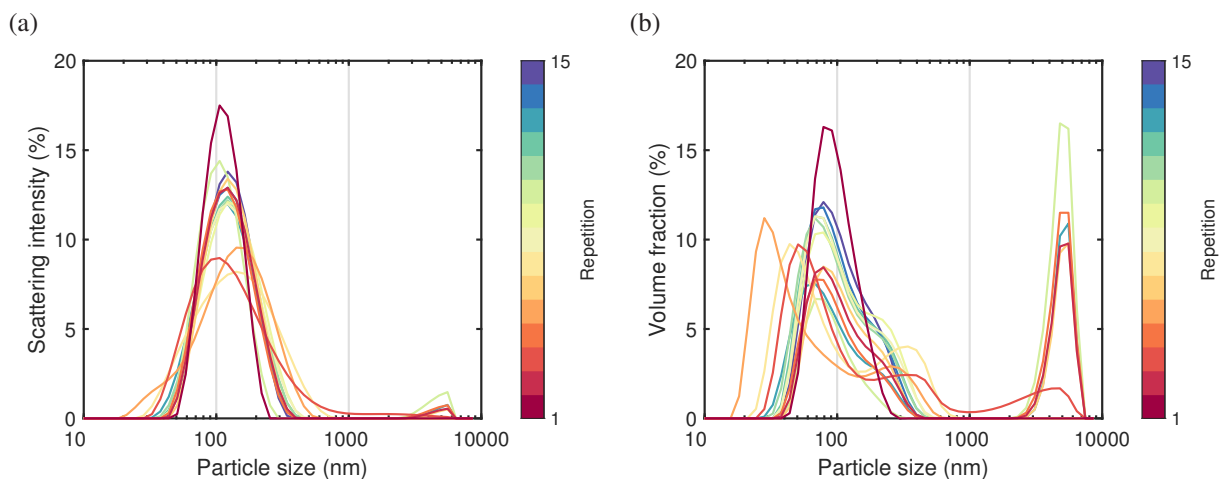 (a)
20
15
10
5
0
10
100
1000
10000
Scattering intensity (%)
Particle size (nm)
15
1
Repetition
(b)
20
15
10
5
0
10
100
1000
10000
Volume fraction (%)
Particle size (nm)
15
1
Repetition